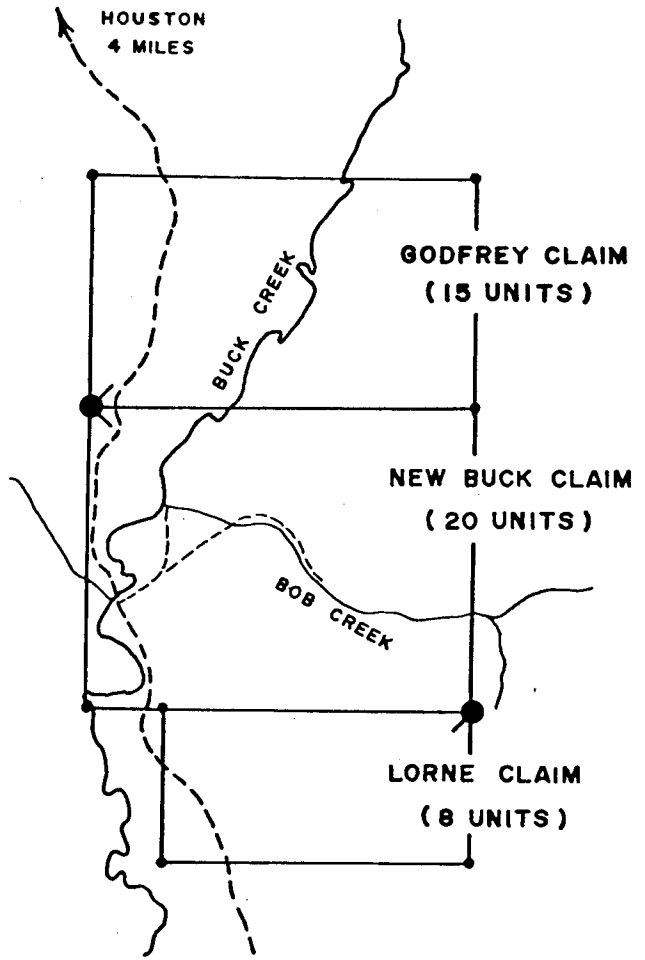 HOUSTON
4 MILES
GODFREY CLAIM
(15 UNITS)
BUCK CREEK
NEW BUCK CLAIM
(20 UNITS)
BOB CREEK
LORNE CLAIM
(8 UNITS)